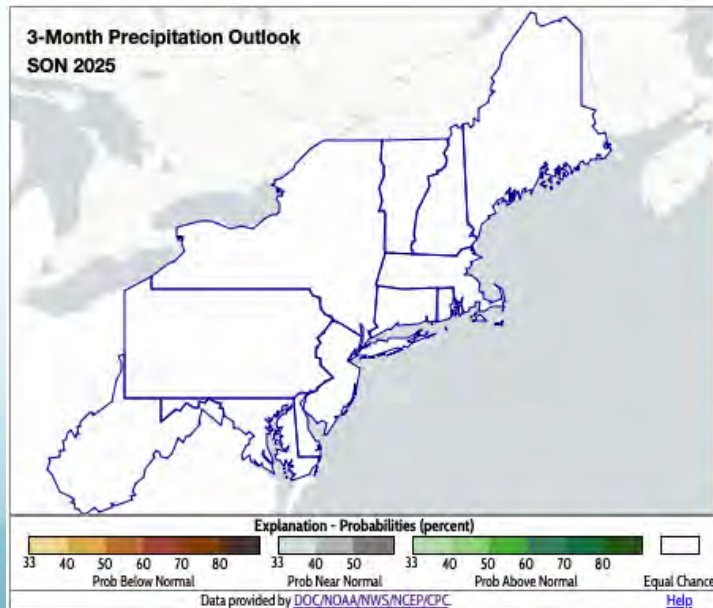 3-Month Precipitation Outlook
SON 2025
Explanation - Probabilities (percent)
33 40 50 60 70 80 33 40 50 33 40 50 60 70 80
Prob Below Normal Prob Near Normal Prob Above Normal Equal Chance
Data provided by DOC/NOAA/NWS/NCEP/CPC Help